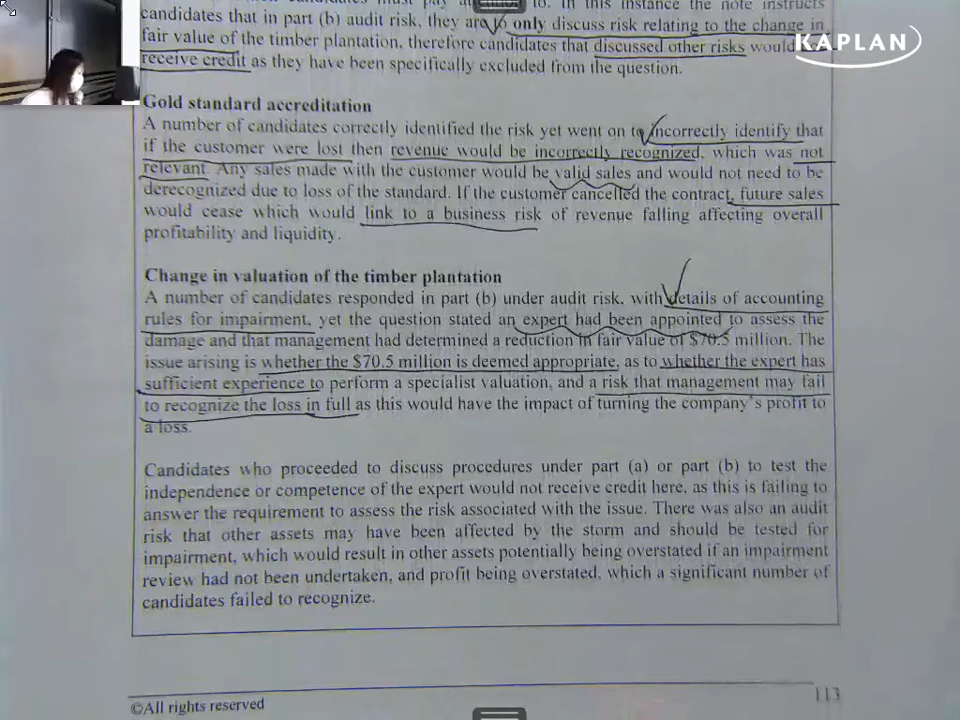 candidates that in part (b) audit risk, they are to only discuss risk relating to the change in
fair value of the timber plantation, therefore candidates that discussed other risks would
KAPLAN
receive credit as they have been specifically excluded from the question.
Gold standard accreditation
A number of candidates correctly identified the risk yet went on to incorrectly identify that
if the customer were lost then revenue would be incorrectly recognized, which was not
relevant. Any sales made with the customer would be valid sales and would not need to be
derecognized due to loss of the standard. If the customer cancelled the contract, future sales
would cease which would link to a business risk of revenue falling affecting overall
profitability and liquidity.
Change in valuation of the timber plantation
A number of candidates responded in part (b) under audit risk, with details of accounting
rules for impairment, yet the question stated an expert had been appointed to assess the
damage and that management had determined a reduction in fair value of $70.5 million. The
issue arising is whether the $70.5 million is deemed appropriate, as to whether the expert has
sufficient experience to perform a specialist valuation, and a risk that management may fail
to recognize the loss in full as this would have the impact of turning the company's profit to
a loss.
Candidates who proceeded to discuss procedures under part (a) or part (b) to test the
independence or competence of the expert would not receive credit here, as this is failing to
answer the requirement to assess the risk associated with the issue. There was also an audit
risk that other assets may have been affected by the storm and should be tested for
impairment, which would result in other assets potentially being overstated if an impairment
review had not been undertaken, and profit being overstated, which a significant number of
candidates failed to recognize.
©All rights reserved
113